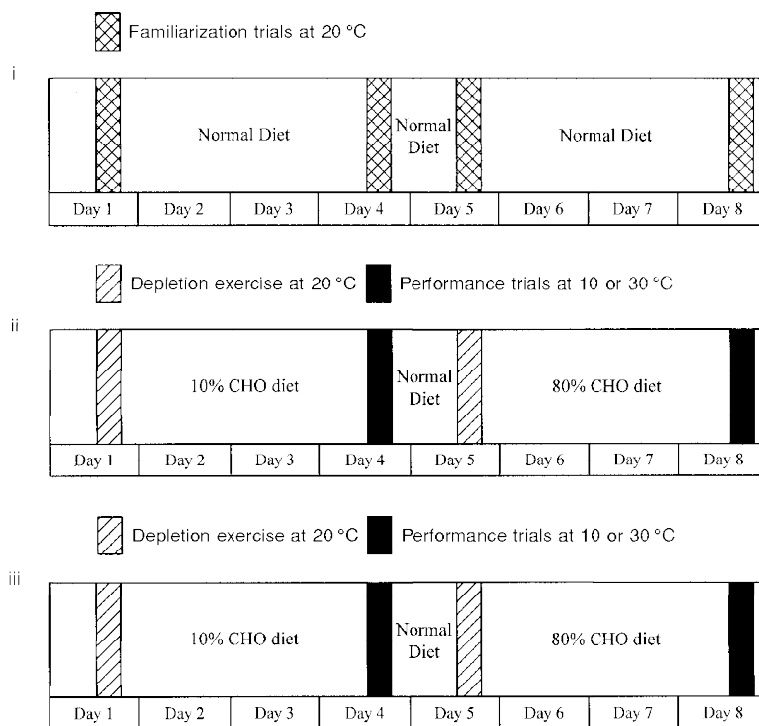 Familiarization trials at 20 °C
i
Normal Diet
Normal Diet
Normal Diet
Day 1 Day 2 Day 3 Day 4 Day 5 Day 6 Day 7 Day 8
Depletion exercise at 20 °C Performance trials at 10 or 30 °C
ii
10% CHO diet
Normal Diet
80% CHO diet
Day 1 Day 2 Day 3 Day 4 Day 5 Day 6 Day 7 Day 8
Depletion exercise at 20 °C Performance trials at 10 or 30 °C
iii
10% CHO diet
Normal Diet
80% CHO diet
Day 1 Day 2 Day 3 Day 4 Day 5 Day 6 Day 7 Day 8